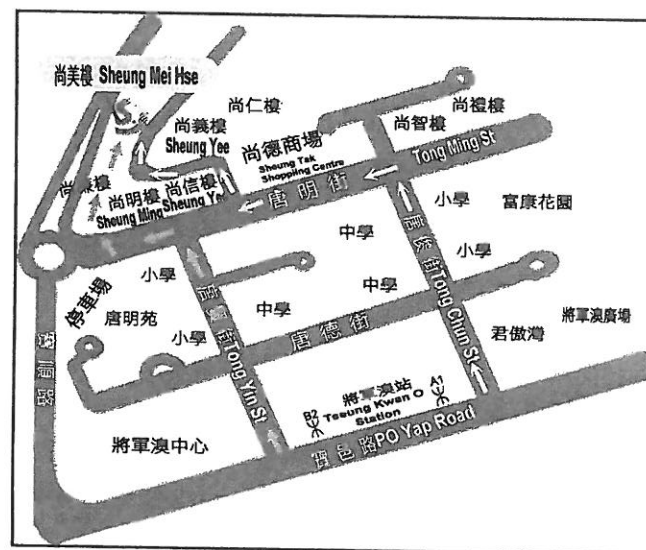 尚美樓 Sheung Mei Hse
尚仁樓
尚義樓
Sheung Yee
尚德商場
Sheung Tak
Shopping Centre
尚智樓
尚禮樓
Tong Ming St
尚明樓
Sheung Ming
尚信樓
唐明街
小學
富康花園
中學
小學
停車場
唐明苑
小學
小學
中學
中學
唐俊街 Tong Chun St
唐德街
君傲灣
將軍澳廣場
Tong Yin St
將軍澳站
Tseung Kwan O
Station
B2
A1
將軍澳中心
寶邑路 PO Yap Road